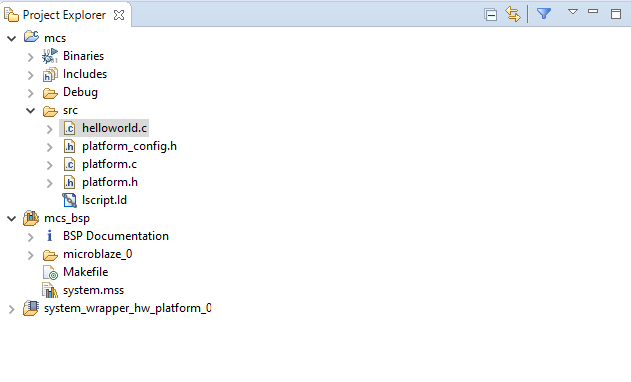 Project Explorer
mcs
Binaries
Includes
Debug
src
helloworld.c
platform_config.h
platform.c
platform.h
lscript.ld
mcs_bsp
BSP Documentation
microblaze_0
Makefile
system.mss
system_wrapper_hw_platform_0